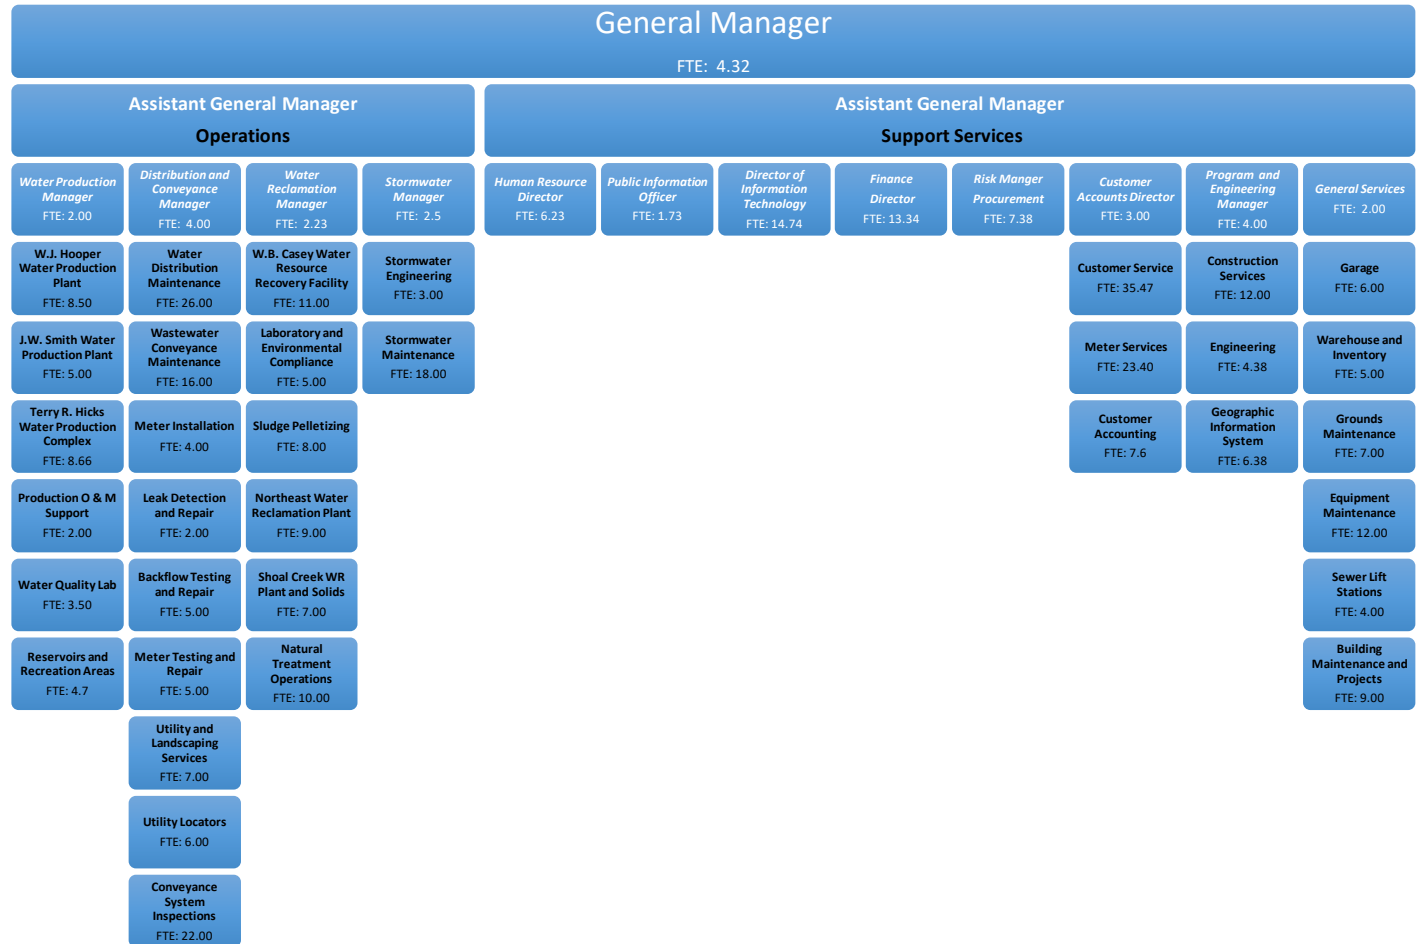 General Manager
FTE: 4.32
Assistant General Manager
Operations
Assistant General Manager
Support Services
Water Production
Manager
FTE: 2.00
Distribution and
Conveyance
Manager
FTE: 4.00
Water
Reclamation
Manager
FTE: 2.23
Stormwater
Manager
FTE: 2.5
Human Resource
Director
FTE: 6.23
Public Information
Officer
FTE: 1.73
Director of
Information
Technology
FTE: 14.74
Finance
Director
FTE: 13.34
Risk Manger
Procurement
FTE: 7.38
Customer
Accounts Director
FTE: 3.00
Program and
Engineering
Manager
FTE: 4.00
General Services
FTE: 2.00
W.J. Hooper
Water Production
Plant
FTE: 8.50
Water
Distribution
Maintenance
FTE: 26.00
W.B. Casey Water
Resource
Recovery Facility
FTE: 11.00
Stormwater
Engineering
FTE: 3.00
Customer Service
FTE: 35.47
Construction
Services
FTE: 12.00
Garage
FTE: 6.00
J.W. Smith Water
Production Plant
FTE: 5.00
Wastewater
Conveyance
Maintenance
FTE: 16.00
Laboratory and
Environmental
Compliance
FTE: 5.00
Stormwater
Maintenance
FTE: 18.00
Meter Services
FTE: 23.40
Engineering
FTE: 4.38
Warehouse and
Inventory
FTE: 5.00
Terry R. Hicks
Water Production
Complex
FTE: 8.66
Meter Installation
FTE: 4.00
Sludge Pelletizing
FTE: 8.00
Customer
Accounting
FTE: 7.6
Geographic
Information
System
FTE: 6.38
Grounds
Maintenance
FTE: 7.00
Production O & M
Support
FTE: 2.00
Leak Detection
and Repair
FTE: 2.00
Northeast Water
Reclamation Plant
FTE: 9.00
Equipment
Maintenance
FTE: 12.00
Water Quality Lab
FTE: 3.50
Backflow Testing
and Repair
FTE: 5.00
Shoal Creek WR
Plant and Solids
FTE: 7.00
Sewer Lift
Stations
FTE: 4.00
Reservoirs and
Recreation Areas
FTE: 4.7
Meter Testing and
Repair
FTE: 5.00
Natural
Treatment
Operations
FTE: 10.00
Building
Maintenance and
Projects
FTE: 9.00
Utility and
Landscaping
Services
FTE: 7.00
Utility Locators
FTE: 6.00
Conveyance
System
Inspections
FTE: 22.00